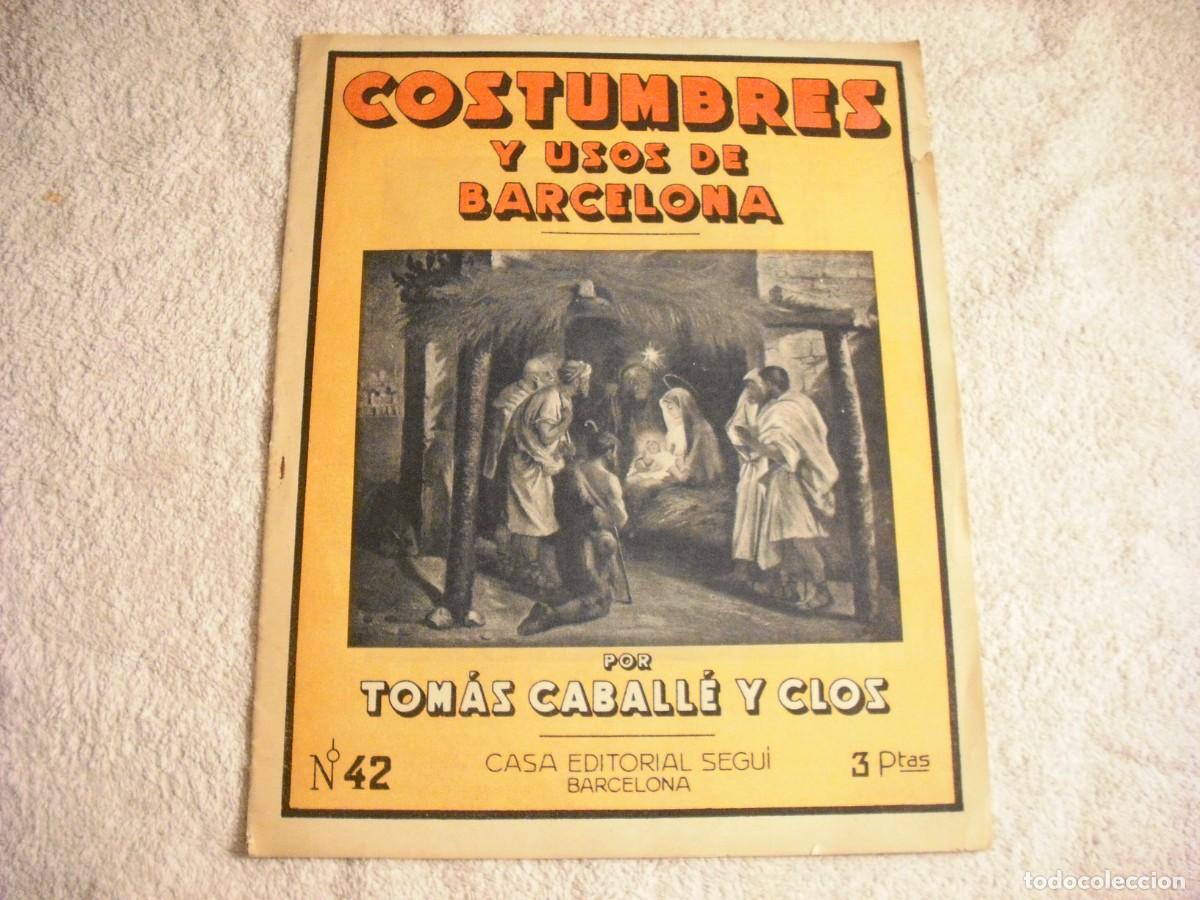 COSTUMBRES
Y USOS DE
BARCELONA
POR
TOMÁS CABALLÉ Y CLOS
Nº 42
CASA EDITORIAL SEGUÍ
BARCELONA
3 Ptas
todocoleccion